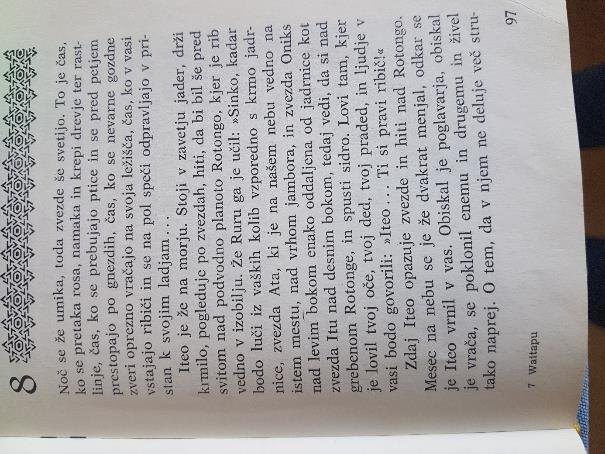 8
Noč se že umika, toda zvezde še svetijo. To je čas,
ko se pretaka rosa, namaka in krepi drevje ter rast-
linje, čas, ko se prebujajo ptice in se pred petjem
prestopajo po gnezdih, čas, ko se nevarne gozdne
zveri oprezno vračajo na svoja ležišča, čas, ko v vasi
vstajajo ribiči in se na pol speči odpravljajo v pri-
stan k svojim ladjam...
Iteo je že na morju. Stoji v zavetju jader, drži
krmilo, pogleduje po zvezdah, hiti, da bi bil še pred
svitom nad podvodno planoto Rotongo, kjer je rib
vedno v izobilju. Že Ruru ga je učil: »Sinko, kadar
bodo luči iz vaških kolib vzporedno s krmo jadr-
nice, zvezda Ata, ki je na našem nebu vedno na
istem mestu, nad vrhom jambora, in zvezda Oniks
nad levim bokom enako oddaljena od jadrnice kot
zvezda Itu nad desnim bokom, tedaj vedi, da si nad
grebenom Rotonge, in spusti sidro. Lovi tam, kjer
je lovil tvoj oče, tvoj ded, tvoj praded, in ljudje v
vasi bodo govorili: »Iteo... Ti si pravi ribič!«
Zdaj Iteo opazuje zvezde in hiti nad Rotongo.
Mesec na nebu se je že dvakrat menjal, odkar se
je Iteo vrnil v vas. Obiskal je poglavarja, obiskal
je vrača, se poklonil enemu in drugemu in živel
tako naprej. O tem, da v njem ne deluje več stru-
7 Wattapu
97